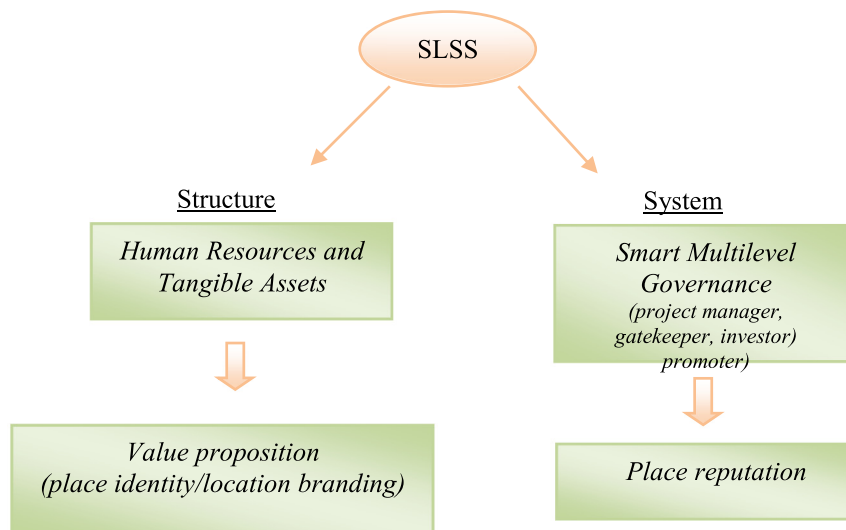 SLSS
Structure
Human Resources and
Tangible Assets
Value proposition
(place identity/location branding)
System
Smart Multilevel
Governance
(project manager,
gatekeeper, investor)
promoter)
Place reputation